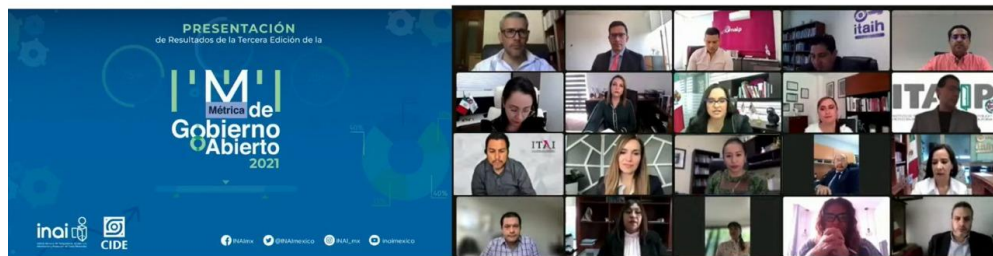 PRESENTACIÓN
de Resultados de la Tercera Edición de la
M
Métrica de
Gobierno
Abierto
2021
inai
CIDE
INAImx
@INAImexico
INAI_mx
inaimexico
itaih
ITAIP
ITAI